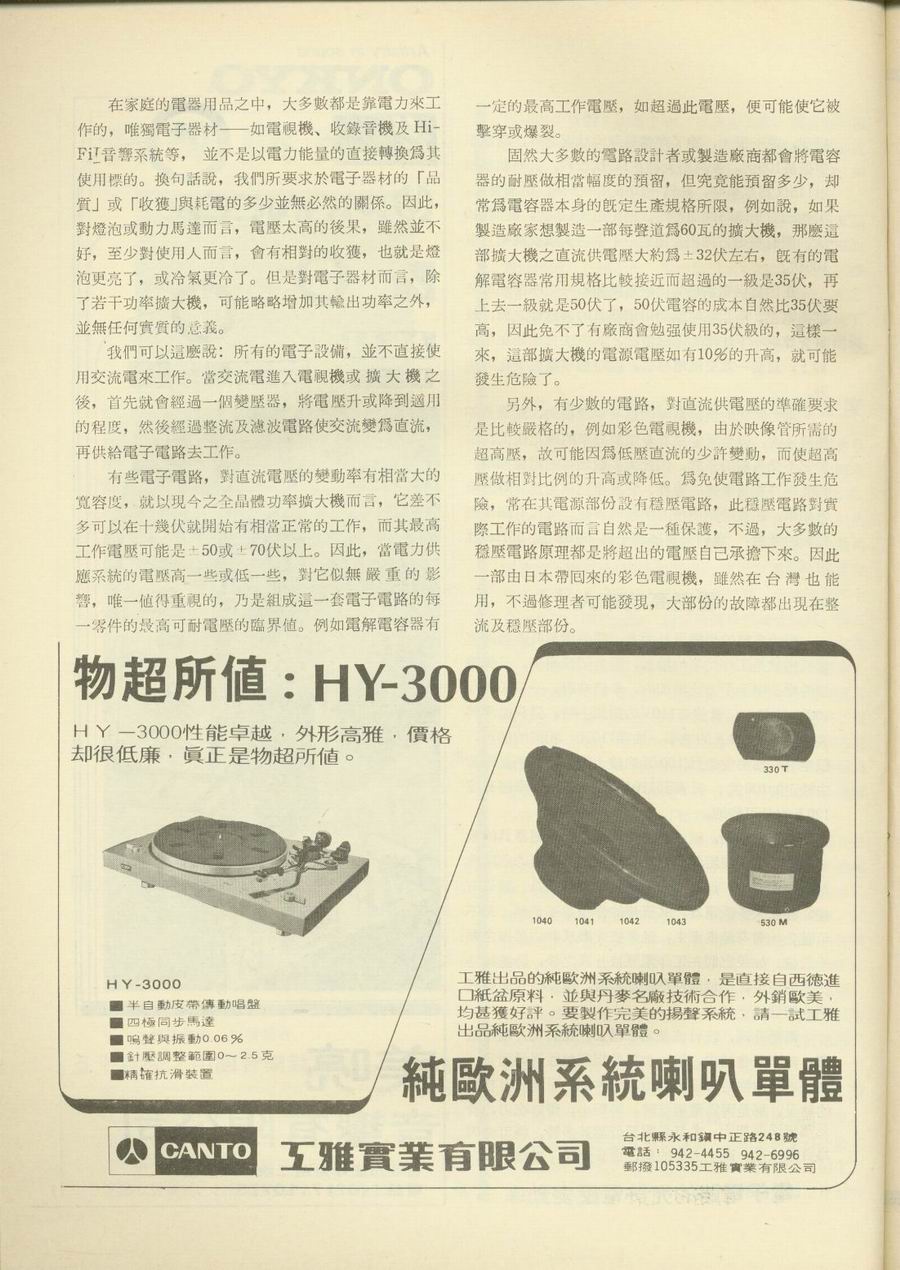 在家庭的電器用品之中，大多數都是靠電力來工
作的，唯獨電子器材——如電視機、收錄音機及Hi-
Fi音響系統等， 並不是以電力能量的直接轉換爲其
使用標的。換句話說，我們所要求於電子器材的「品
質」或「收獲」與耗電的多少並無必然的關係。因此，
對燈泡或動力馬達而言，電壓太高的後果，雖然並不
好，至少對使用人而言，會有相對的收獲，也就是燈
泡更亮了，或冷氣更冷了。但是對電子器材而言，除
了若干功率擴大機，可能略略增加其輸出功率之外，
並無任何實質的意義。
我們可以這麽說：所有的電子設備，並不直接使
用交流電來工作。當交流電進入電視機或擴大機之
後，首先就會經過一個變壓器，將電壓升或降到適用
的程度，然後經過整流及濾波電路使交流變爲直流，
再供給電子電路去工作。
有些電子電路，對直流電壓的變動率有相當大的
寬容度，就以現今之全晶體功率擴大機而言，它差不
多可以在十幾伏就開始有相當正常的工作，而其最高
工作電壓可能是±50或±70伏以上。因此，當電力供
應系統的電壓高一些或低一些，對它似無嚴重的影
響，唯一值得重視的，乃是組成這一套電子電路的每
一零件的最高可耐電壓的臨界値。例如電解電容器有
一定的最高工作電壓，如超過此電壓，便可能使它被
擊穿或爆裂。
固然大多數的電路設計者或製造廠商都會將電容
器的耐壓做相當幅度的預留，但究竟能預留多少，却
常爲電容器本身的旣定生產規格所限，例如說，如果
製造廠家想製造一部每聲道爲60瓦的擴大機，那麽這
部擴大機之直流供電壓大約爲±32伏左右，旣有的電
解電容器常用規格比較接近而超過的一級是35伏，再
上去一級就是50伏了，50伏電容的成本自然比35伏要
高，因此免不了有廠商會勉强使用35伏級的，這樣一
來，這部擴大機的電源電壓如有10%的升高，就可能
發生危險了。
另外，有少數的電路，對直流供電壓的準確要求
是比較嚴格的，例如彩色電視機，由於映像管所需的
超高壓，故可能因爲低壓直流的少許變動，而使超高
壓做相對比例的升高或降低。爲免使電路工作發生危
險，常在其電源部份設有穩壓電路，此穩壓電路對實
際工作的電路而言自然是一種保護，不過，大多數的
穩壓電路原理都是將超出的電壓自己承擔下來。因此
一部由日本帶回來的彩色電視機，雖然在台灣也能
用，不過修理者可能發現，大部份的故障都出現在整
流及穩壓部份。
物超所值：HY-3000
HY－3000性能卓越，外形高雅，價格
却很低廉，眞正是物超所值。
330 T
1040 1041 1042 1043
530 M
HY-3000
■半自動皮帶傳動唱盤
■四極同步馬達
■鳴聲與振動0.06%
■針壓調整範圍0～2.5克
■精確抗滑裝置
工雅出品的純歐洲系統喇叭單體，是直接自西德進
口紙盆原料，並與丹麥名廠技術合作，外銷歐美，
均甚獲好評。要製作完美的揚聲系統，請一試工雅
出品純歐洲系統喇叭單體。
純歐洲系統喇叭單體
CANTO 工雅實業有限公司
台北縣永和鎭中正路248號
電話：942-4455 942-6996
郵撥105335工雅實業有限公司